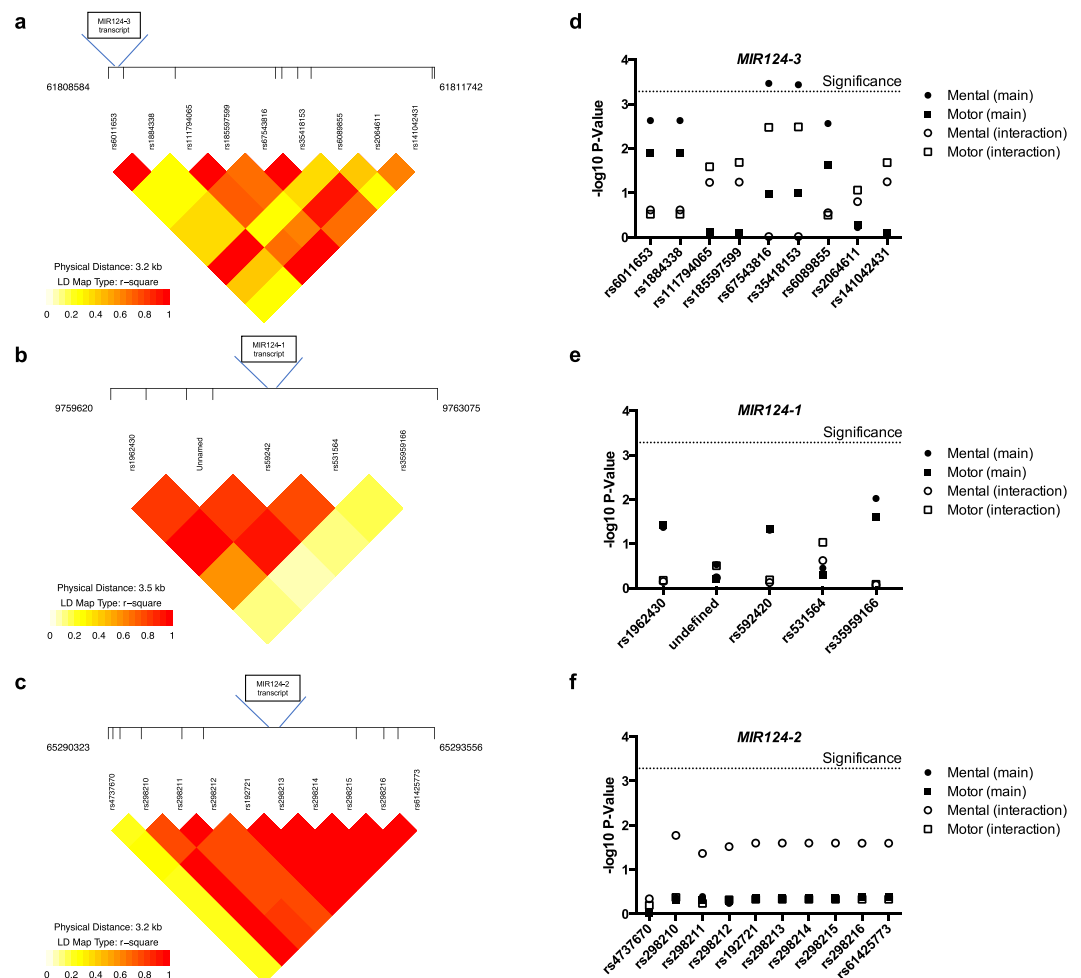 a
MIR124-3
transcript
61808584
61811742
rs6011653
rs1884338
rs111794065
rs185597599
rs67543816
rs35418153
rs6089855
rs2064611
rs141042431
Physical Distance: 3.2 kb
LD Map Type: r-square
0 0.2 0.4 0.6 0.8 1
d
MIR124-3
Significance
-log10 P-Value
4
3
2
1
0
rs6011653
rs1884338
rs111794065
rs185597599
rs67543816
rs35418153
rs6089855
rs2064611
rs141042431
Mental (main)
Motor (main)
Mental (interaction)
Motor (interaction)
b
MIR124-1
transcript
9759620
9763075
rs1962430
Unnamed
rs59242
rs531564
rs35959166
Physical Distance: 3.5 kb
LD Map Type: r-square
0 0.2 0.4 0.6 0.8 1
e
MIR124-1
Significance
-log10 P-Value
4
3
2
1
0
rs1962430
undefined
rs592420
rs531564
rs35959166
Mental (main)
Motor (main)
Mental (interaction)
Motor (interaction)
c
MIR124-2
transcript
65290323
65293556
rs4737670
rs298210
rs298211
rs298212
rs192721
rs298213
rs298214
rs298215
rs298216
rs61425773
Physical Distance: 3.2 kb
LD Map Type: r-square
0 0.2 0.4 0.6 0.8 1
f
MIR124-2
Significance
-log10 P-Value
4
3
2
1
0
rs4737670
rs298210
rs298211
rs298212
rs192721
rs298213
rs298214
rs298215
rs298216
rs61425773
Mental (main)
Motor (main)
Mental (interaction)
Motor (interaction)